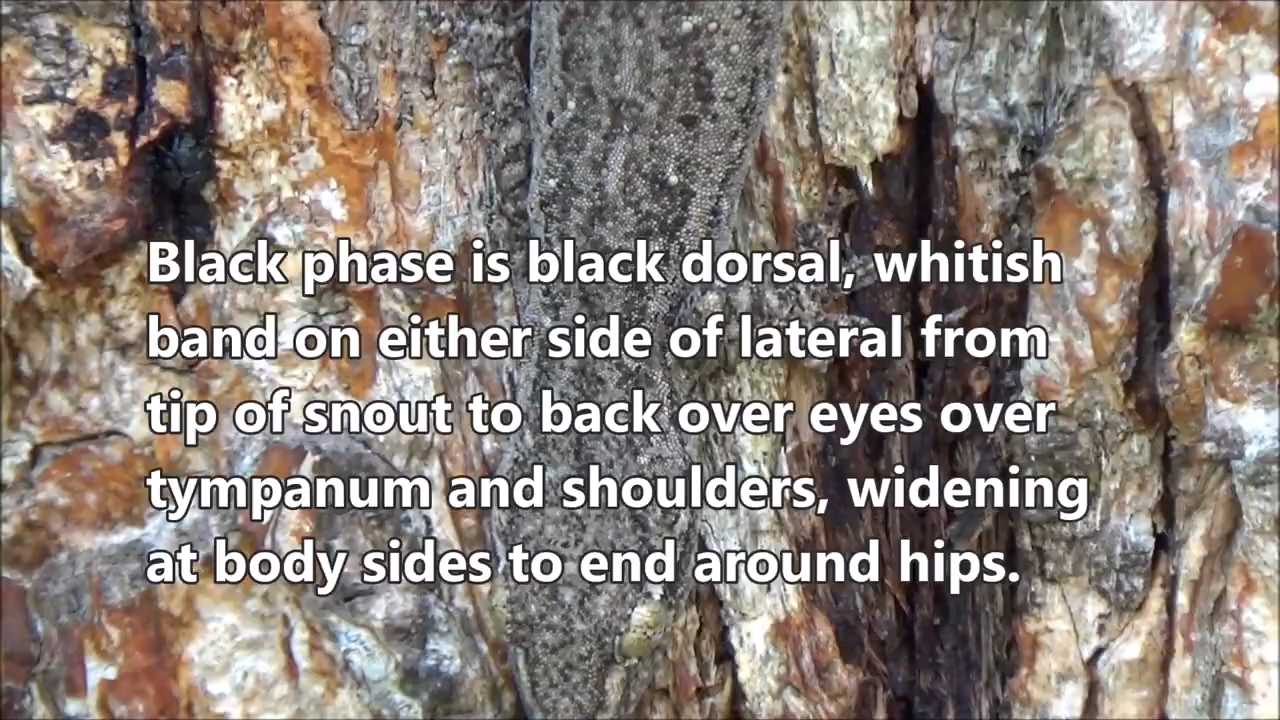 Black phase is black dorsal, whitish
band on either side of lateral from
tip of snout to back over eyes over
tympanum and shoulders, widening
at body sides to end around hips.